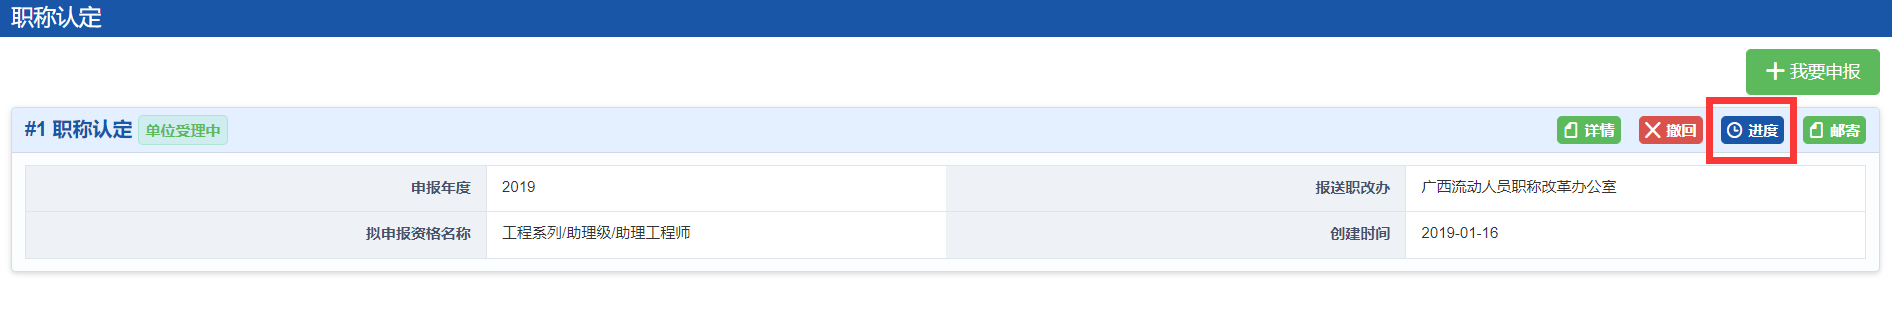 职称认定
我要申报
#1 职称认定 单位受理中 详情 撤回 进度 邮寄
申报年度 2019 报送职改办 广西流动人员职称改革办公室
拟申报资格名称 工程系列/助理级/助理工程师 创建时间 2019-01-16